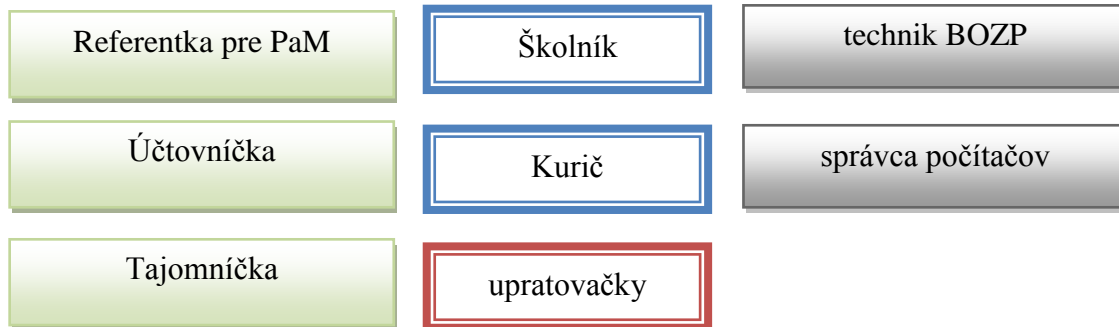 Referentka pre PaM
Školník
technik BOZP
Účtovníčka
Kurič
správca počítačov
Tajomníčka
upratovačky